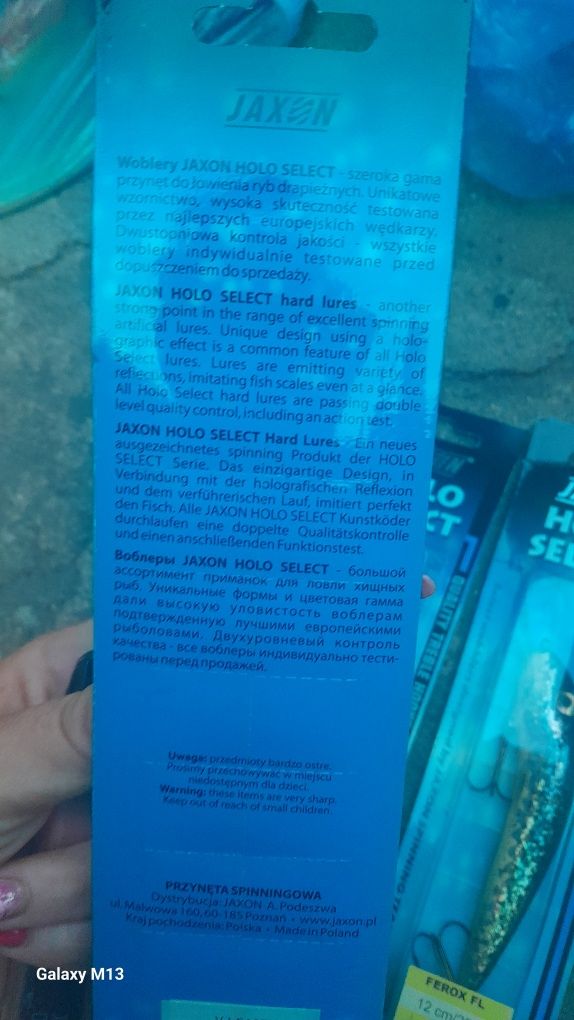 JAXON
Woblery JAXON HOLO SELECT - szeroka gama
przynęt do łowienia ryb drapieżnych. Unikatowe
wzornictwo, wysoka skuteczność testowana
przez najlepszych europejskich wędkarzy.
Dwustopniowa kontrola jakości - wszystkie
woblery indywidualnie testowane przed
dopuszczeniem do sprzedaży.
JAXON HOLO SELECT hard lures - another
strong point in the range of excellent spinning
artificial lures. Unique design using a holo-
graphic effect is a common feature of all Holo
Select lures. Lures are emitting variety of
reflections, imitating fish scales even at a glance.
All Holo Select hard lures are passing double
level quality control, including an action test.
JAXON HOLO SELECT Hard Lures - Ein neues
ausgezeichnetes spinning Produkt der HOLO
SELECT Serie. Das einzigartige Design, in
Verbindung mit der holografischen Reflexion
und dem verführerischen Lauf, imitiert perfekt
den Fisch. Alle JAXON HOLO SELECT Kunstköder
durchlaufen eine doppelte Qualitätskontrolle
und einen anschließenden Funktionstest.
Воблеры JAXON HOLO SELECT - большой
ассортимент приманок для ловли хищных
рыб. Уникальные формы и цветовая гамма
дали высокую уловистость воблерам
подтвержденную лучшими европейскими
рыболовами. Двухуровневый контроль
качества - все воблеры индивидуально тести-
рованы перед продажей.
Uwaga: przedmioty bardzo ostre.
Prosimy przechowywać w miejscu
niedostępnym dla dzieci.
Warning: these items are very sharp.
Keep out of reach of small children.
PRZYNĘTA SPINNINGOWA
Dystrybucja: JAXON A. Podeszwa
ul. Malwowa 160, 60-185 Poznań • www.jaxon.pl
Kraj pochodzenia: Polska • Made in Poland
LO
CT
QUALITY TREBLE HOOK
H
SEL
FEROX FL
12 cm
Galaxy M13